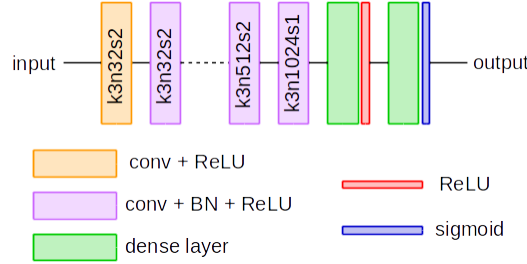 input
k3n32s2
k3n32s2
k3n512s2
k3n1024s1
output
conv + ReLU
conv + BN + ReLU
dense layer
ReLU
sigmoid